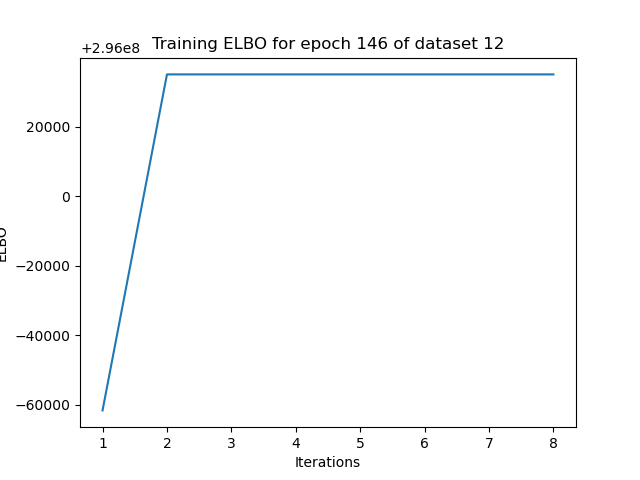 +2.96e8
Training ELBO for epoch 146 of dataset 12
20000
0
−20000
−40000
−60000
ELBO
1 2 3 4 5 6 7 8
Iterations